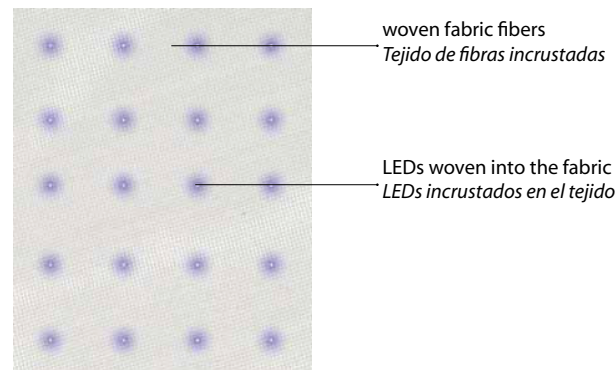 woven fabric fibers
Tejido de fibras incrustadas
LEDs woven into the fabric
LEDs incrustados en el tejido